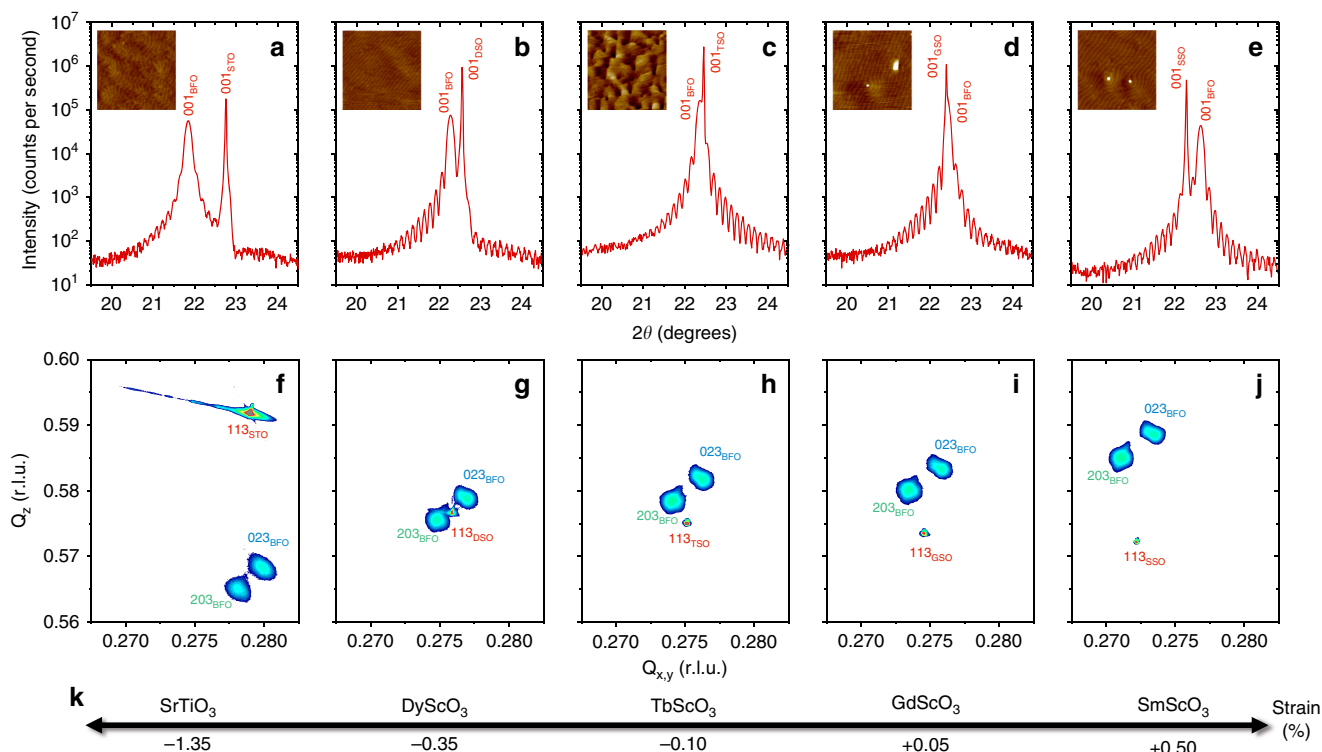 Intensity (counts per second)
10⁷
10⁶
10⁵
10⁴
10³
10²
10¹
a
001BFO
001STO
20 21 22 23 24
b
001BFO
001DSO
20 21 22 23 24
c
001BFO
001TSO
20 21 22 23 24
d
001GSO
001BFO
20 21 22 23 24
e
001SSO
001BFO
20 21 22 23 24
2θ (degrees)
Qz (r.l.u.)
0.60
0.59
0.58
0.57
0.56
f
113STO
023BFO
203BFO
0.270 0.275 0.280
g
023BFO
203BFO
113DSO
0.270 0.275 0.280
h
023BFO
203BFO
113TSO
0.270 0.275 0.280
i
023BFO
203BFO
113GSO
0.270 0.275 0.280
j
023BFO
203BFO
113SSO
0.270 0.275 0.280
Qx,y (r.l.u.)
k
SrTiO3 DyScO3 TbScO3 GdScO3 SmScO3 Strain
(%)
–1.35 –0.35 –0.10 +0.05 +0.50